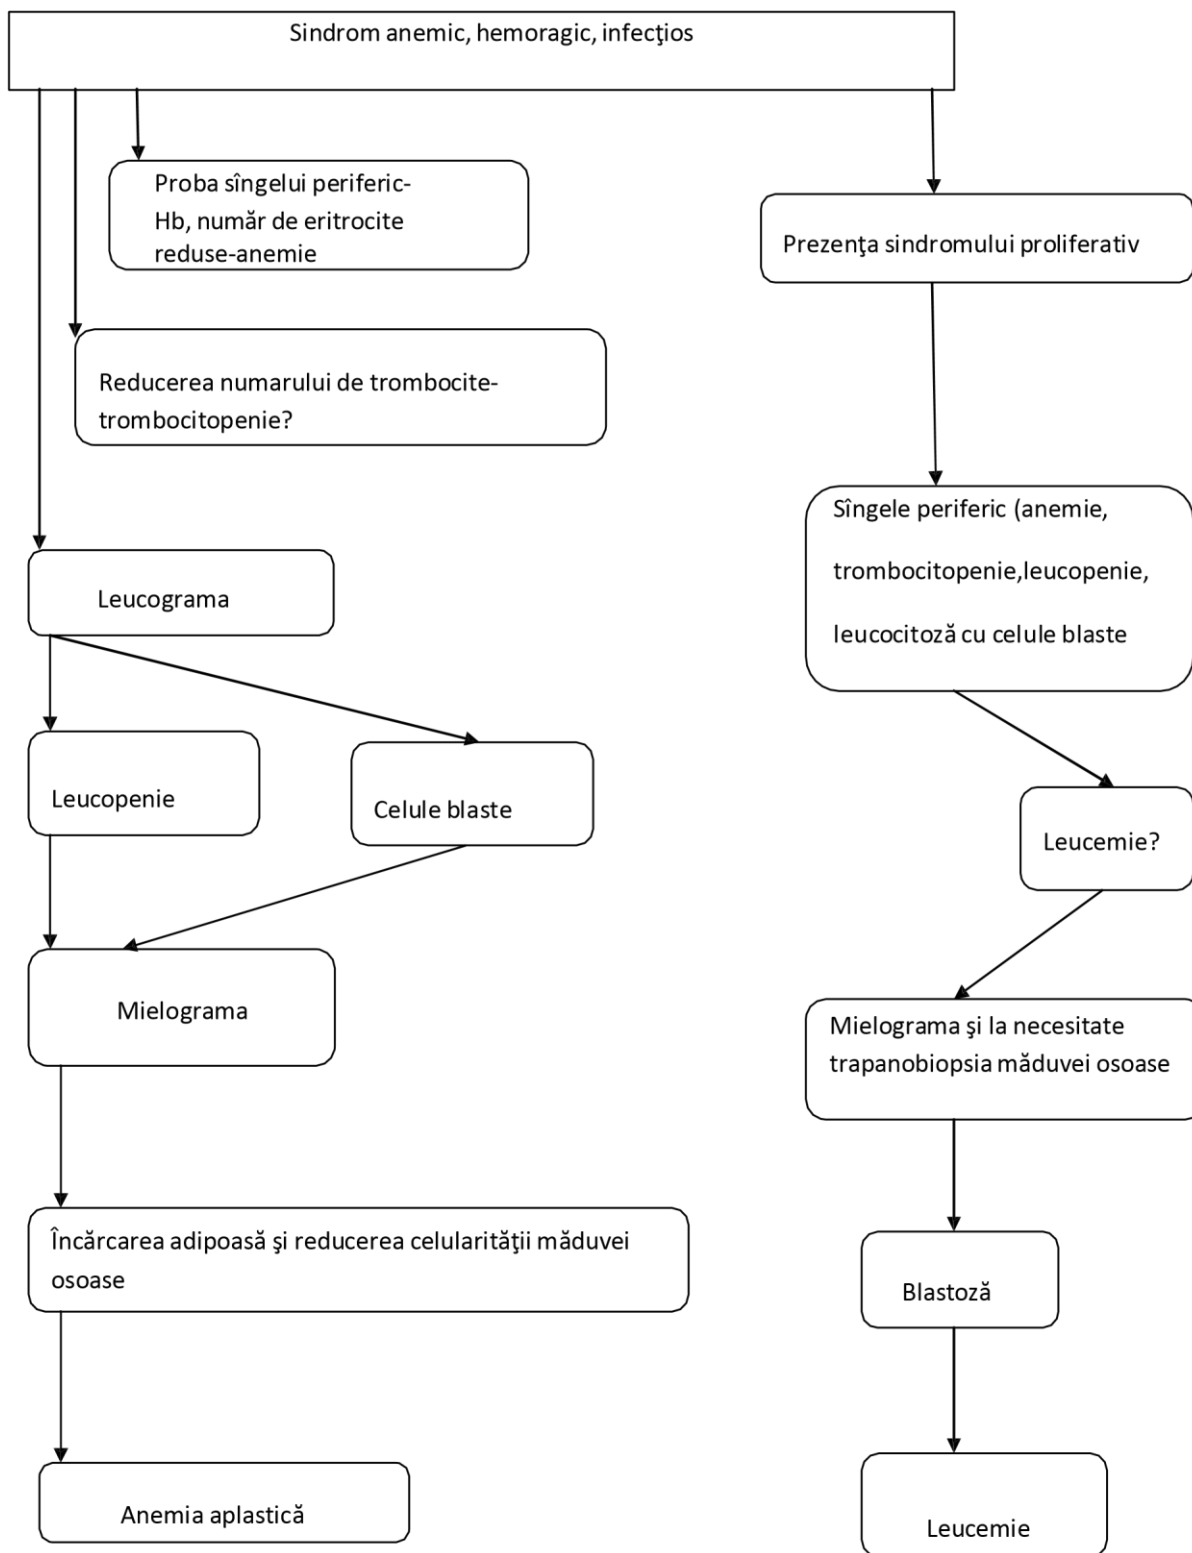 Sindrom anemic, hemoragic, infecţios
Proba sîngelui periferic-
Hb, număr de eritrocite
reduse-anemie
Prezenţa sindromului proliferativ
Reducerea numarului de trombocite-
trombocitopenie?
Sîngele periferic (anemie,
trombocitopenie,leucopenie,
leucocitoză cu celule blaste
Leucograma
Leucopenie
Celule blaste
Leucemie?
Mielograma
Mielograma şi la necesitate
trapanobiopsia măduvei osoase
Încărcarea adipoasă şi reducerea celularităţii măduvei
osoase
Blastoză
Anemia aplastică
Leucemie